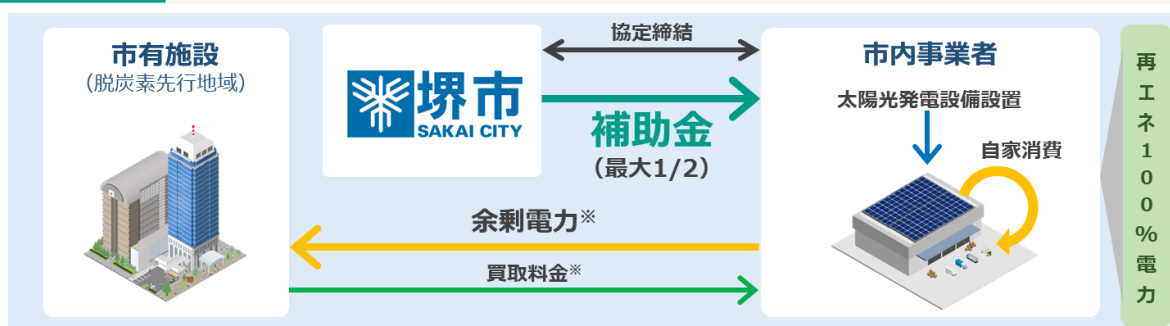 市有施設
(脱炭素先行地域)
堺市
SAKAI CITY
協定締結
補助金
(最大1/2)
余剰電力※
買取料金※
市内事業者
太陽光発電設備設置
自家消費
再エネ100%電力